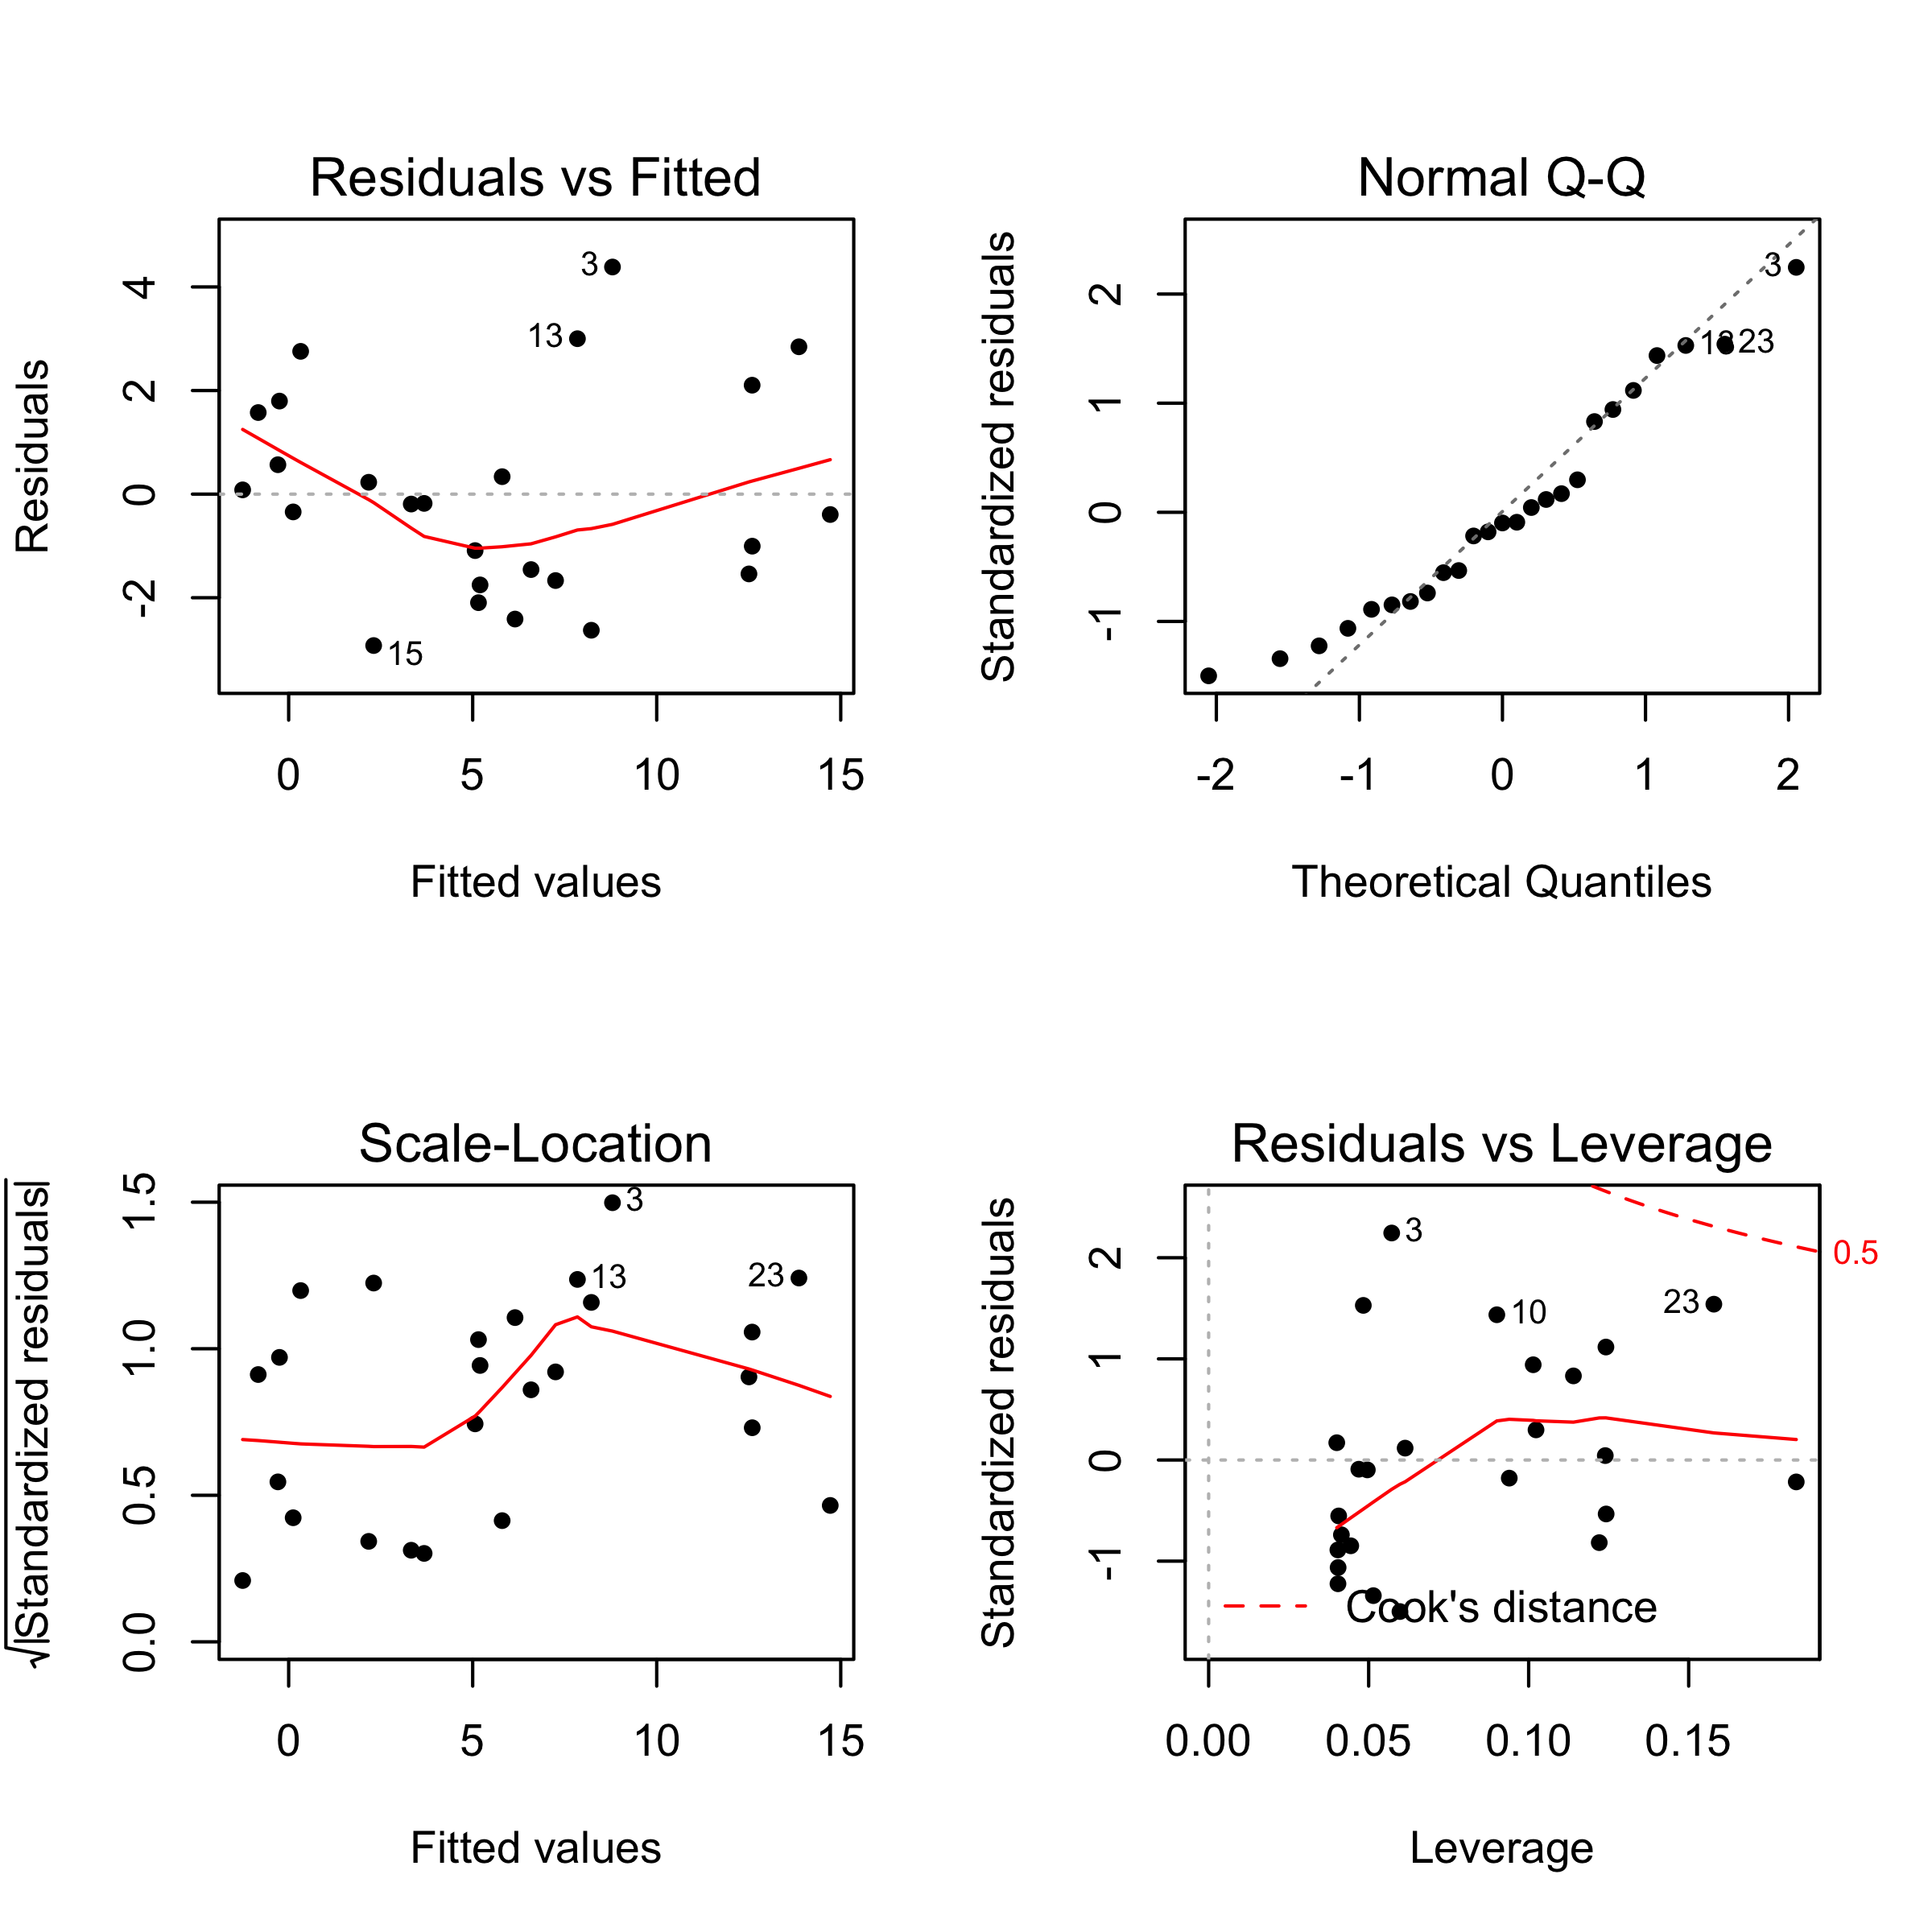 Residuals vs Fitted
Residuals
4
2
0
-2
3
13
15
0 5 10 15
Fitted values
Normal Q-Q
Standardized residuals
2
1
0
-1
3
13 23
-2 -1 0 1 2
Theoretical Quantiles
Scale-Location
√|Standardized residuals|
1.5
1.0
0.5
0.0
3
13
23
0 5 10 15
Fitted values
Residuals vs Leverage
Standardized residuals
2
1
0
-1
3
10
23
0.5
Cook's distance
0.00 0.05 0.10 0.15
Leverage